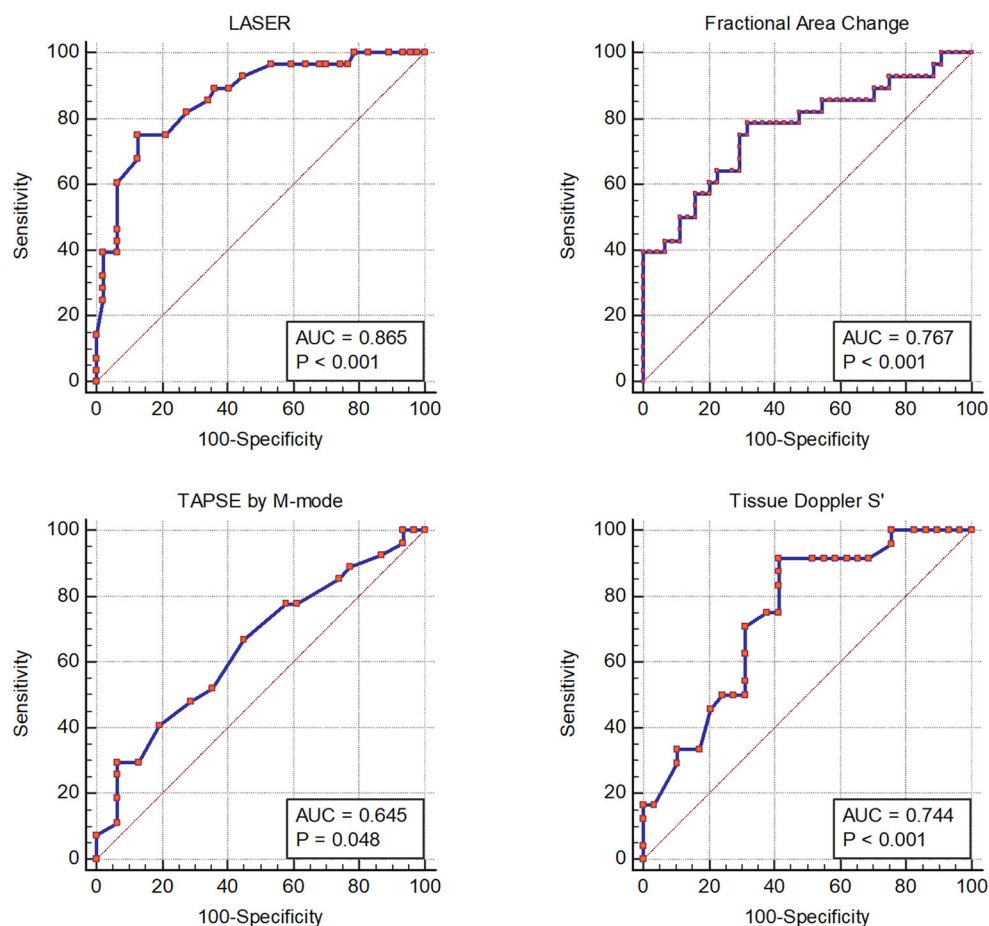 LASER
100
80
60
40
20
0
Sensitivity
AUC = 0.865
P < 0.001
0 20 40 60 80 100
100-Specificity
Fractional Area Change
100
80
60
40
20
0
Sensitivity
AUC = 0.767
P < 0.001
0 20 40 60 80 100
100-Specificity
TAPSE by M-mode
100
80
60
40
20
0
Sensitivity
AUC = 0.645
P = 0.048
0 20 40 60 80 100
100-Specificity
Tissue Doppler S'
100
80
60
40
20
0
Sensitivity
AUC = 0.744
P < 0.001
0 20 40 60 80 100
100-Specificity